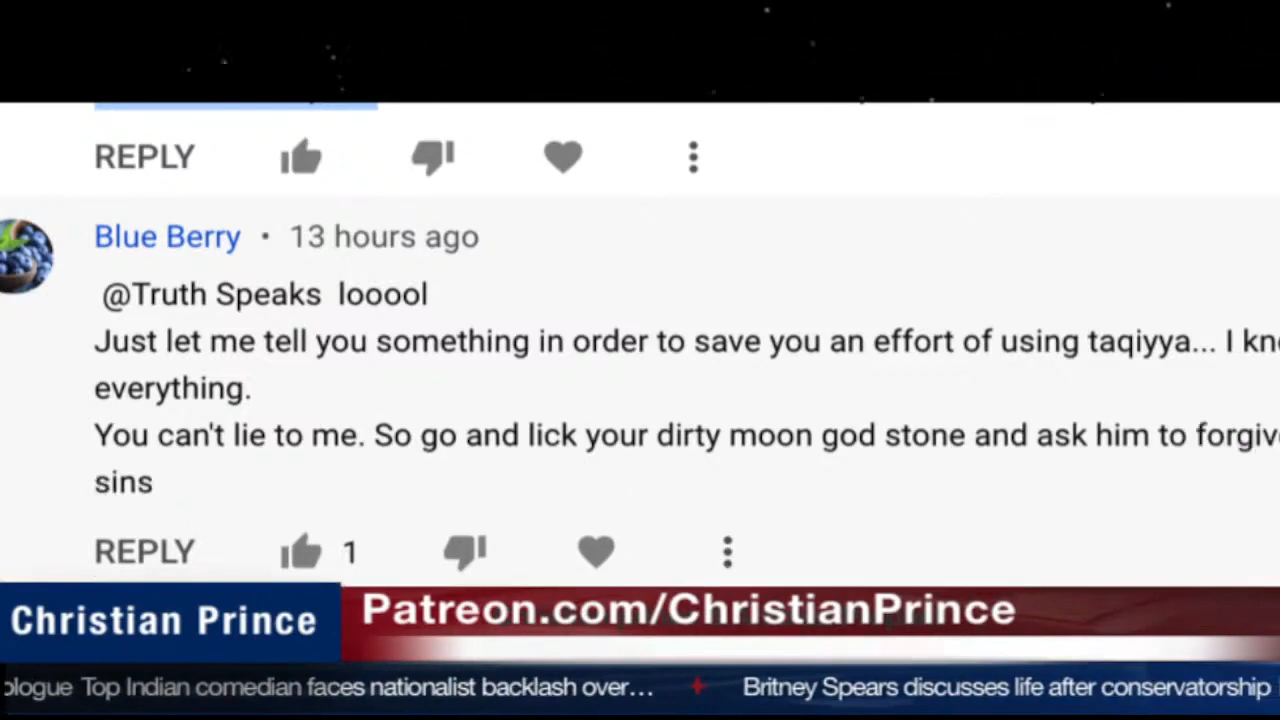 REPLY
Blue Berry • 13 hours ago
@Truth Speaks looool
Just let me tell you something in order to save you an effort of using taqiyya... I
everything.
You can't lie to me. So go and lick your dirty moon god stone and ask him to
sins
REPLY 1
Christian Prince Patreon.com/ChristianPrince
Top Indian comedian faces nationalist backlash over... Britney Spears discusses life after conservatorship